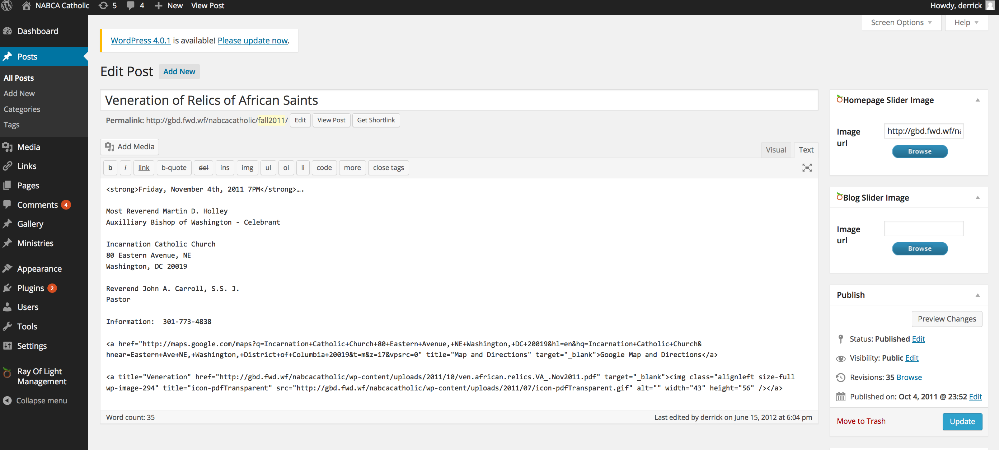 NABCA Catholic 5 4 New View Post Howdy, derrick
Screen Options Help
Dashboard
Posts
All Posts
Add New
Categories
Tags
Media
Links
Pages
Comments 4
Gallery
Ministries
Appearance
Plugins 2
Users
Tools
Settings
Ray Of Light
Management
Collapse menu
WordPress 4.0.1 is available! Please update now.
Edit Post Add New
Veneration of Relics of African Saints
Permalink: http://gbd.fwd.wf/nabcacatholic/fall2011/ Edit View Post Get Shortlink
Add Media
Visual Text
b i link b-quote del ins img ul ol li code more close tags
<strong>Friday, November 4th, 2011 7PM</strong>….
Most Reverend Martin D. Holley
Auxilliary Bishop of Washington - Celebrant
Incarnation Catholic Church
80 Eastern Avenue, NE
Washington, DC 20019
Reverend John A. Carroll, S.S. J.
Pastor
Information:  301-773-4838
<a href="http://maps.google.com/maps?q=Incarnation+Catholic+Church+80+Eastern+Avenue,+NE+Washington,+DC+20019&hl=en&hq=Incarnation+Catholic+Church&
hnear=Eastern+Ave+NE,+Washington,+District+of+Columbia+20019&t=m&z=17&vpsrc=0" title="Map and Directions" target="_blank">Google Map and Directions</a>
<a title="Veneration" href="http://gbd.fwd.wf/nabcacatholic/wp-content/uploads/2011/10/ven.african.relics.VA_.Nov2011.pdf" target="_blank"><img class="alignleft size-full
wp-image-294" title="icon-pdfTransparent" src="http://gbd.fwd.wf/nabcacatholic/wp-content/uploads/2011/07/icon-pdfTransparent.gif" alt="" width="43" height="56" /></a>
Word count: 35
Last edited by derrick on June 15, 2012 at 6:04 pm
Homepage Slider Image
Image
url
http://gbd.fwd.wf/na
Browse
Blog Slider Image
Image
url
Browse
Publish
Preview Changes
Status: Published Edit
Visibility: Public Edit
Revisions: 35 Browse
Published on: Oct 4, 2011 @ 23:52 Edit
Move to Trash
Update